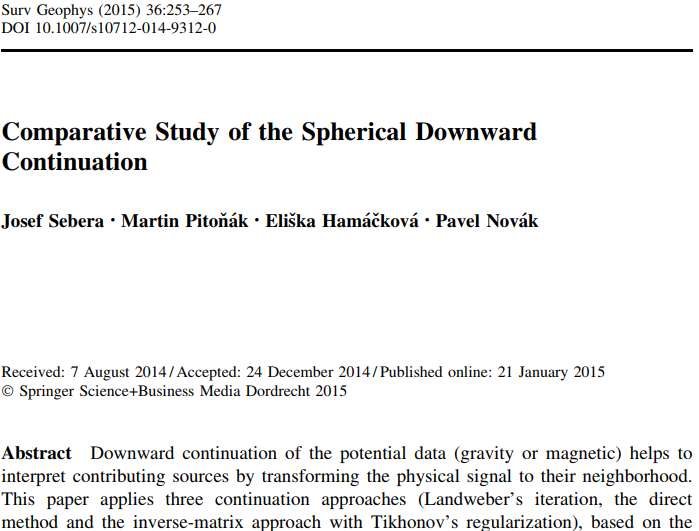 Surv Geophys (2015) 36:253–267
DOI 10.1007/s10712-014-9312-0
Comparative Study of the Spherical Downward
Continuation
Josef Sebera · Martin Pitoňák · Eliška Hamáčková · Pavel Novák
Received: 7 August 2014 / Accepted: 24 December 2014 / Published online: 21 January 2015
© Springer Science+Business Media Dordrecht 2015
Abstract Downward continuation of the potential data (gravity or magnetic) helps to
interpret contributing sources by transforming the physical signal to their neighborhood.
This paper applies three continuation approaches (Landweber's iteration, the direct
method and the inverse-matrix approach with Tikhonov's regularization), based on the